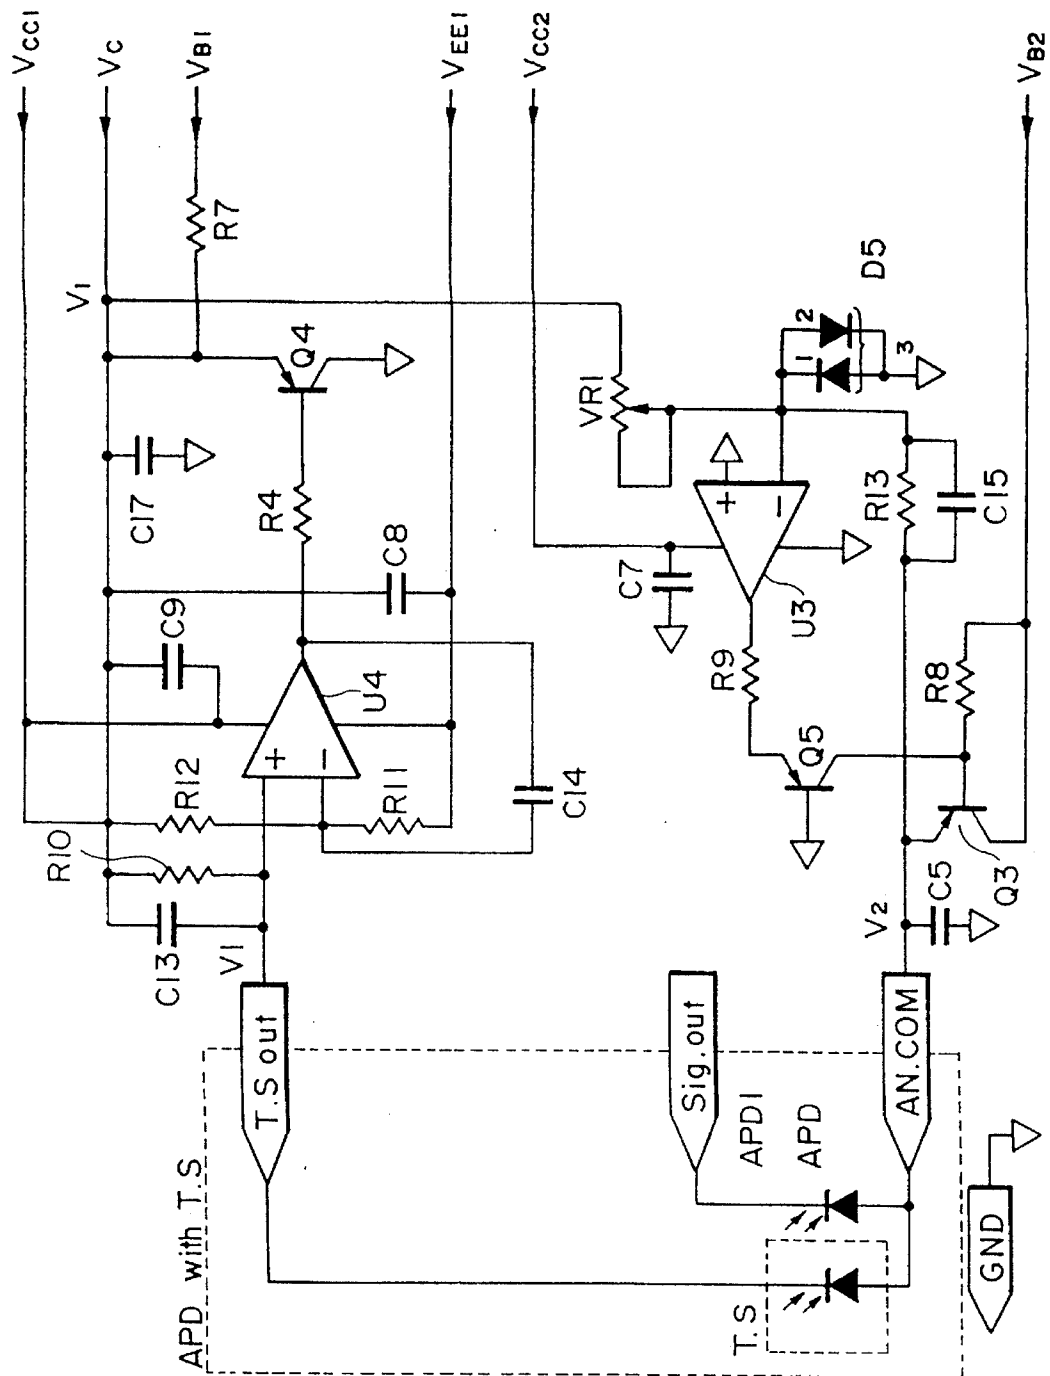 VCC1
VC
VB1
VEE1
VCC2
VB2
R7
V1
Q4
D5
1
2
3
VR1
C17
R4
C8
+
−
R13
C15
C7
U3
C9
U4
R9
R8
R12
+
−
R11
C14
Q5
R10
C13
V1
V2
C5
Q3
T.S out
Sig.out
AN.COM
APD with T.S
APD1
APD
T.S
GND